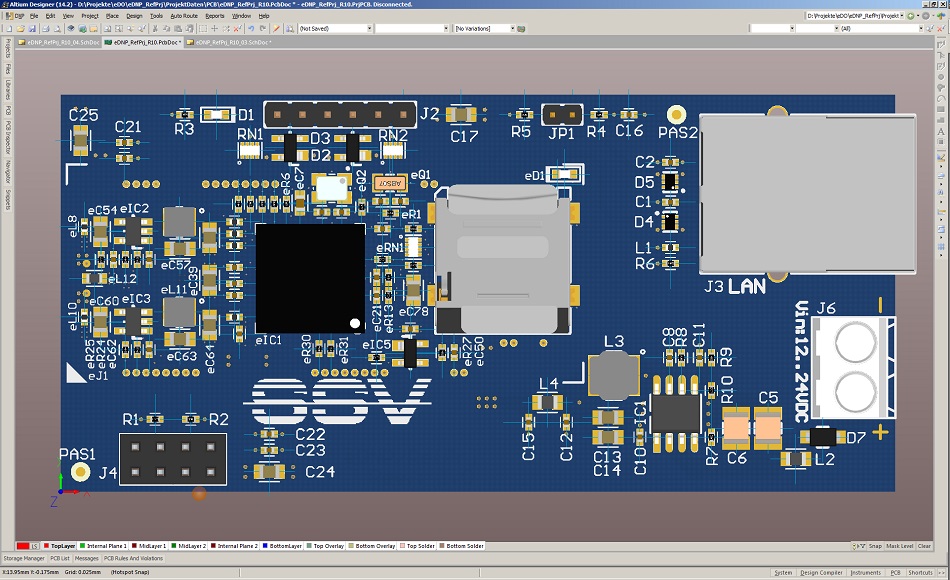 Altium Designer (14.2) - D:\Projekte\eDO\eDNP_RefPrj\ProjektDaten\PCB\eDNP_RefPrj_R10.PcbDoc * - eDNP_RefPrj_R10.PrjPCB. Disconnected.
DXP File Edit View Project Place Design Tools Auto Route Reports Window Help
D:\Projekte\eDO\eDNP_RefPrj\Projekt
(Not Saved) [No Variations] (All)
eDNP_RefPrj_R10_04.SchDoc eDNP_RefPrj_R10.PcbDoc * eDNP_RefPrj_R10_03.SchDoc *
Projects
Files
Libraries
PCB
PCB Inspector
Navigator
Snippets
C25
C21
R3
D1
RN1
D3
D2
RN2
J2
C17
R5
JP1
R4
C16
PAS2
C2
D5
C1
D4
L1
R6
J3 LAN
eR6
eC7
eQ2
ABS07
eQ1
eD1
eL8
eC54
eIC2
eR1
eRN1
eC57
eC39
eL12
eL11
eC60
eIC3
eL10
eC63
eC64
eIC1
eC21
eR13
eC78
eR25
eR24
eC62
eJ1
eR30
eR31
eIC5
eR27
eC50
SSV
L3
L4
C8
R8
C11
R9
R10
Vin=12..24VDC
J6
C15
C12
C13
C14
C10
IC1
R7
C6
C5
D7
L2
R1
R2
C22
C23
C24
PAS1
J4
Z
X
LS TopLayer Internal Plane 1 MidLayer 1 MidLayer 2 Internal Plane 2 BottomLayer Top Overlay Bottom Overlay Top Solder Bottom Solder
Snap Mask Level Clear
Storage Manager PCB List Messages PCB Rules And Violations
X:13.95mm Y:-0.175mm Grid: 0.025mm (Hotspot Snap)
System Design Compiler Instruments PCB Shortcuts